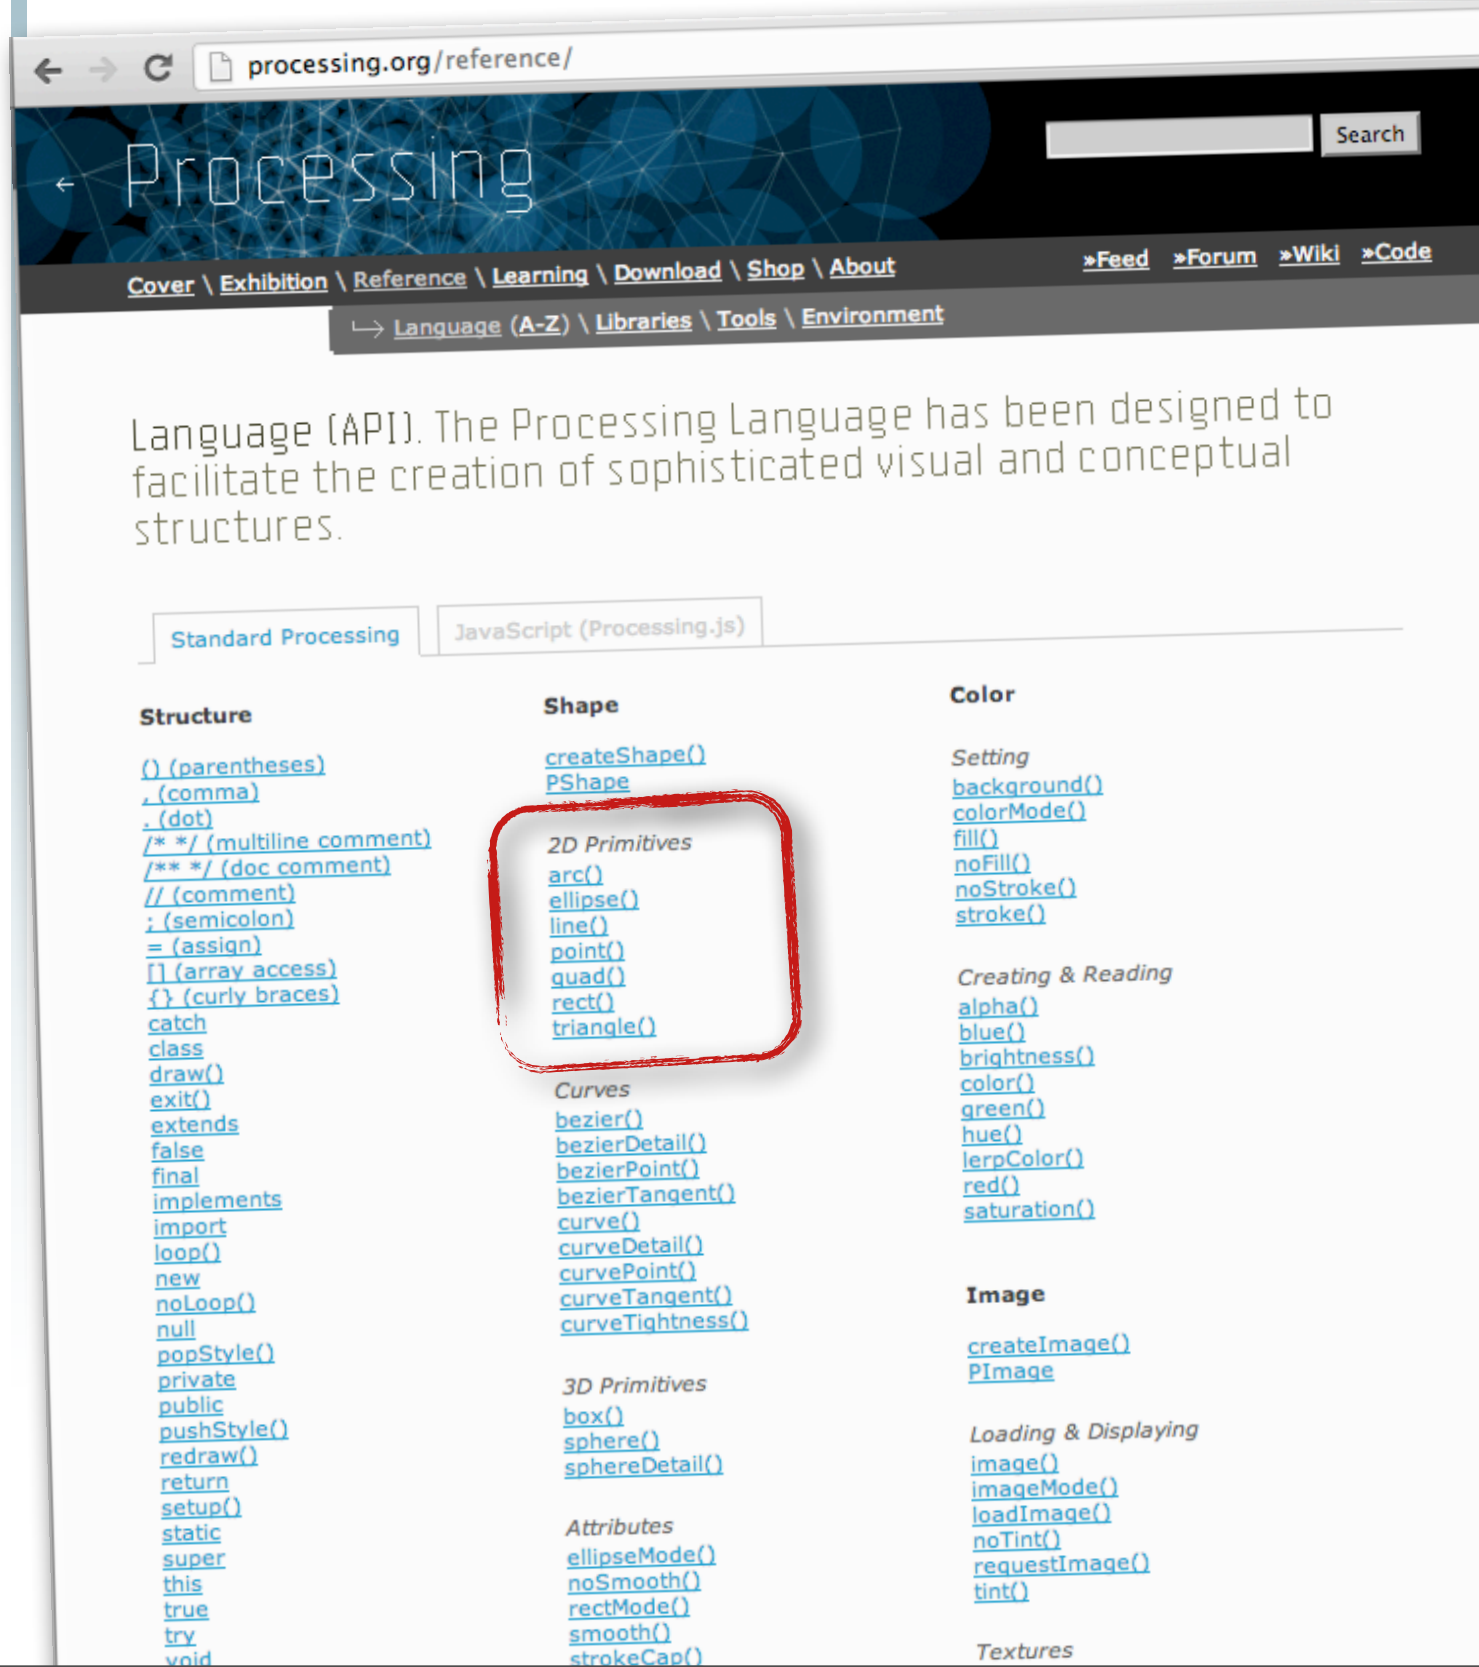 processing.org/reference/
Processing
Search
Cover \ Exhibition \ Reference \ Learning \ Download \ Shop \ About
»Feed »Forum »Wiki »Code
Language (A-Z) \ Libraries \ Tools \ Environment
Language (API). The Processing Language has been designed to
facilitate the creation of sophisticated visual and conceptual
structures.
Standard Processing
JavaScript (Processing.js)
Structure
() (parentheses)
, (comma)
. (dot)
/* */ (multiline comment)
/** */ (doc comment)
// (comment)
; (semicolon)
= (assign)
[] (array access)
{} (curly braces)
catch
class
draw()
exit()
extends
false
final
implements
import
loop()
new
noLoop()
null
popStyle()
private
public
pushStyle()
redraw()
return
setup()
static
super
this
true
try
void
Shape
createShape()
PShape
2D Primitives
arc()
ellipse()
line()
point()
quad()
rect()
triangle()
Curves
bezier()
bezierDetail()
bezierPoint()
bezierTangent()
curve()
curveDetail()
curvePoint()
curveTangent()
curveTightness()
3D Primitives
box()
sphere()
sphereDetail()
Attributes
ellipseMode()
noSmooth()
rectMode()
smooth()
strokeCap()
Color
Setting
background()
colorMode()
fill()
noFill()
noStroke()
stroke()
Creating & Reading
alpha()
blue()
brightness()
color()
green()
hue()
lerpColor()
red()
saturation()
Image
createImage()
PImage
Loading & Displaying
image()
imageMode()
loadImage()
noTint()
requestImage()
tint()
Textures